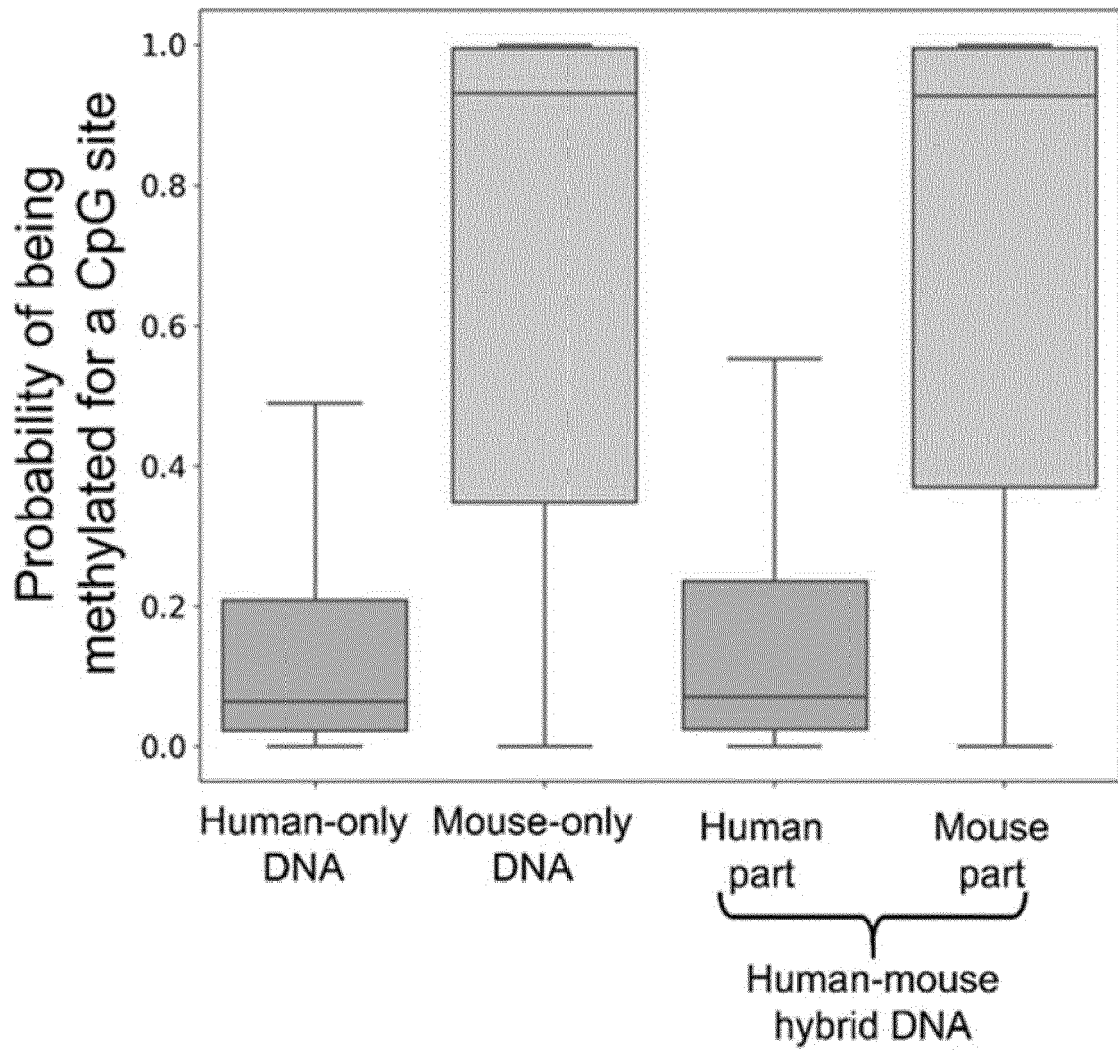 Probability of being
methylated for a CpG site
1.0
0.8
0.6
0.4
0.2
0.0
Human-only
DNA
Mouse-only
DNA
Human
part
Mouse
part
Human-mouse
hybrid DNA